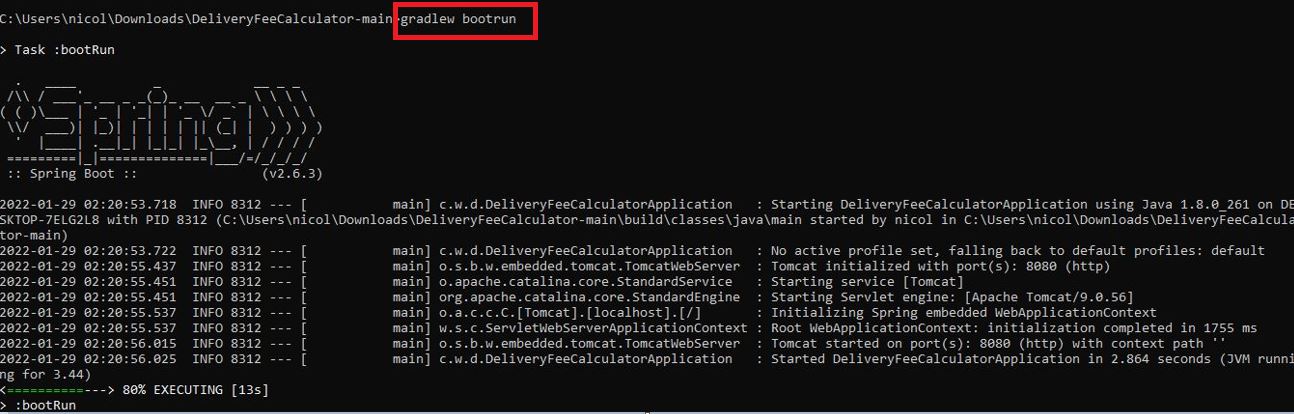 C:\Users\nicol\Downloads\DeliveryFeeCalculator-main>gradlew bootrun
> Task :bootRun
  .   ____          _            __ _ _
 /\\ / ___'_ __ _ _(_)_ __  __ _ \ \ \ \
( ( )\___ | '_ | '_| | '_ \/ _` | \ \ \ \
 \\/  ___)| |_)| | | | | || (_| |  ) ) ) )
  '  |____| .__|_| |_|_| |_\__, | / / / /
 =========|_|==============|___/=/_/_/_/
 :: Spring Boot ::                (v2.6.3)
2022-01-29 02:20:53.718  INFO 8312 --- [           main] c.w.d.DeliveryFeeCalculatorApplication   : Starting DeliveryFeeCalculatorApplication using Java 1.8.0_261 on DE
SKTOP-7ELG2L8 with PID 8312 (C:\Users\nicol\Downloads\DeliveryFeeCalculator-main\build\classes\java\main started by nicol in C:\Users\nicol\Downloads\DeliveryFeeCalcula
tor-main)
2022-01-29 02:20:53.722  INFO 8312 --- [           main] c.w.d.DeliveryFeeCalculatorApplication   : No active profile set, falling back to default profiles: default
2022-01-29 02:20:55.437  INFO 8312 --- [           main] o.s.b.w.embedded.tomcat.TomcatWebServer  : Tomcat initialized with port(s): 8080 (http)
2022-01-29 02:20:55.451  INFO 8312 --- [           main] o.apache.catalina.core.StandardService   : Starting service [Tomcat]
2022-01-29 02:20:55.451  INFO 8312 --- [           main] org.apache.catalina.core.StandardEngine  : Starting Servlet engine: [Apache Tomcat/9.0.56]
2022-01-29 02:20:55.537  INFO 8312 --- [           main] o.a.c.c.C.[Tomcat].[localhost].[/]       : Initializing Spring embedded WebApplicationContext
2022-01-29 02:20:55.537  INFO 8312 --- [           main] w.s.c.ServletWebServerApplicationContext : Root WebApplicationContext: initialization completed in 1755 ms
2022-01-29 02:20:56.015  INFO 8312 --- [           main] o.s.b.w.embedded.tomcat.TomcatWebServer  : Tomcat started on port(s): 8080 (http) with context path ''
2022-01-29 02:20:56.025  INFO 8312 --- [           main] c.w.d.DeliveryFeeCalculatorApplication   : Started DeliveryFeeCalculatorApplication in 2.864 seconds (JVM runni
ng for 3.44)
<==========---> 80% EXECUTING [13s]
> :bootRun